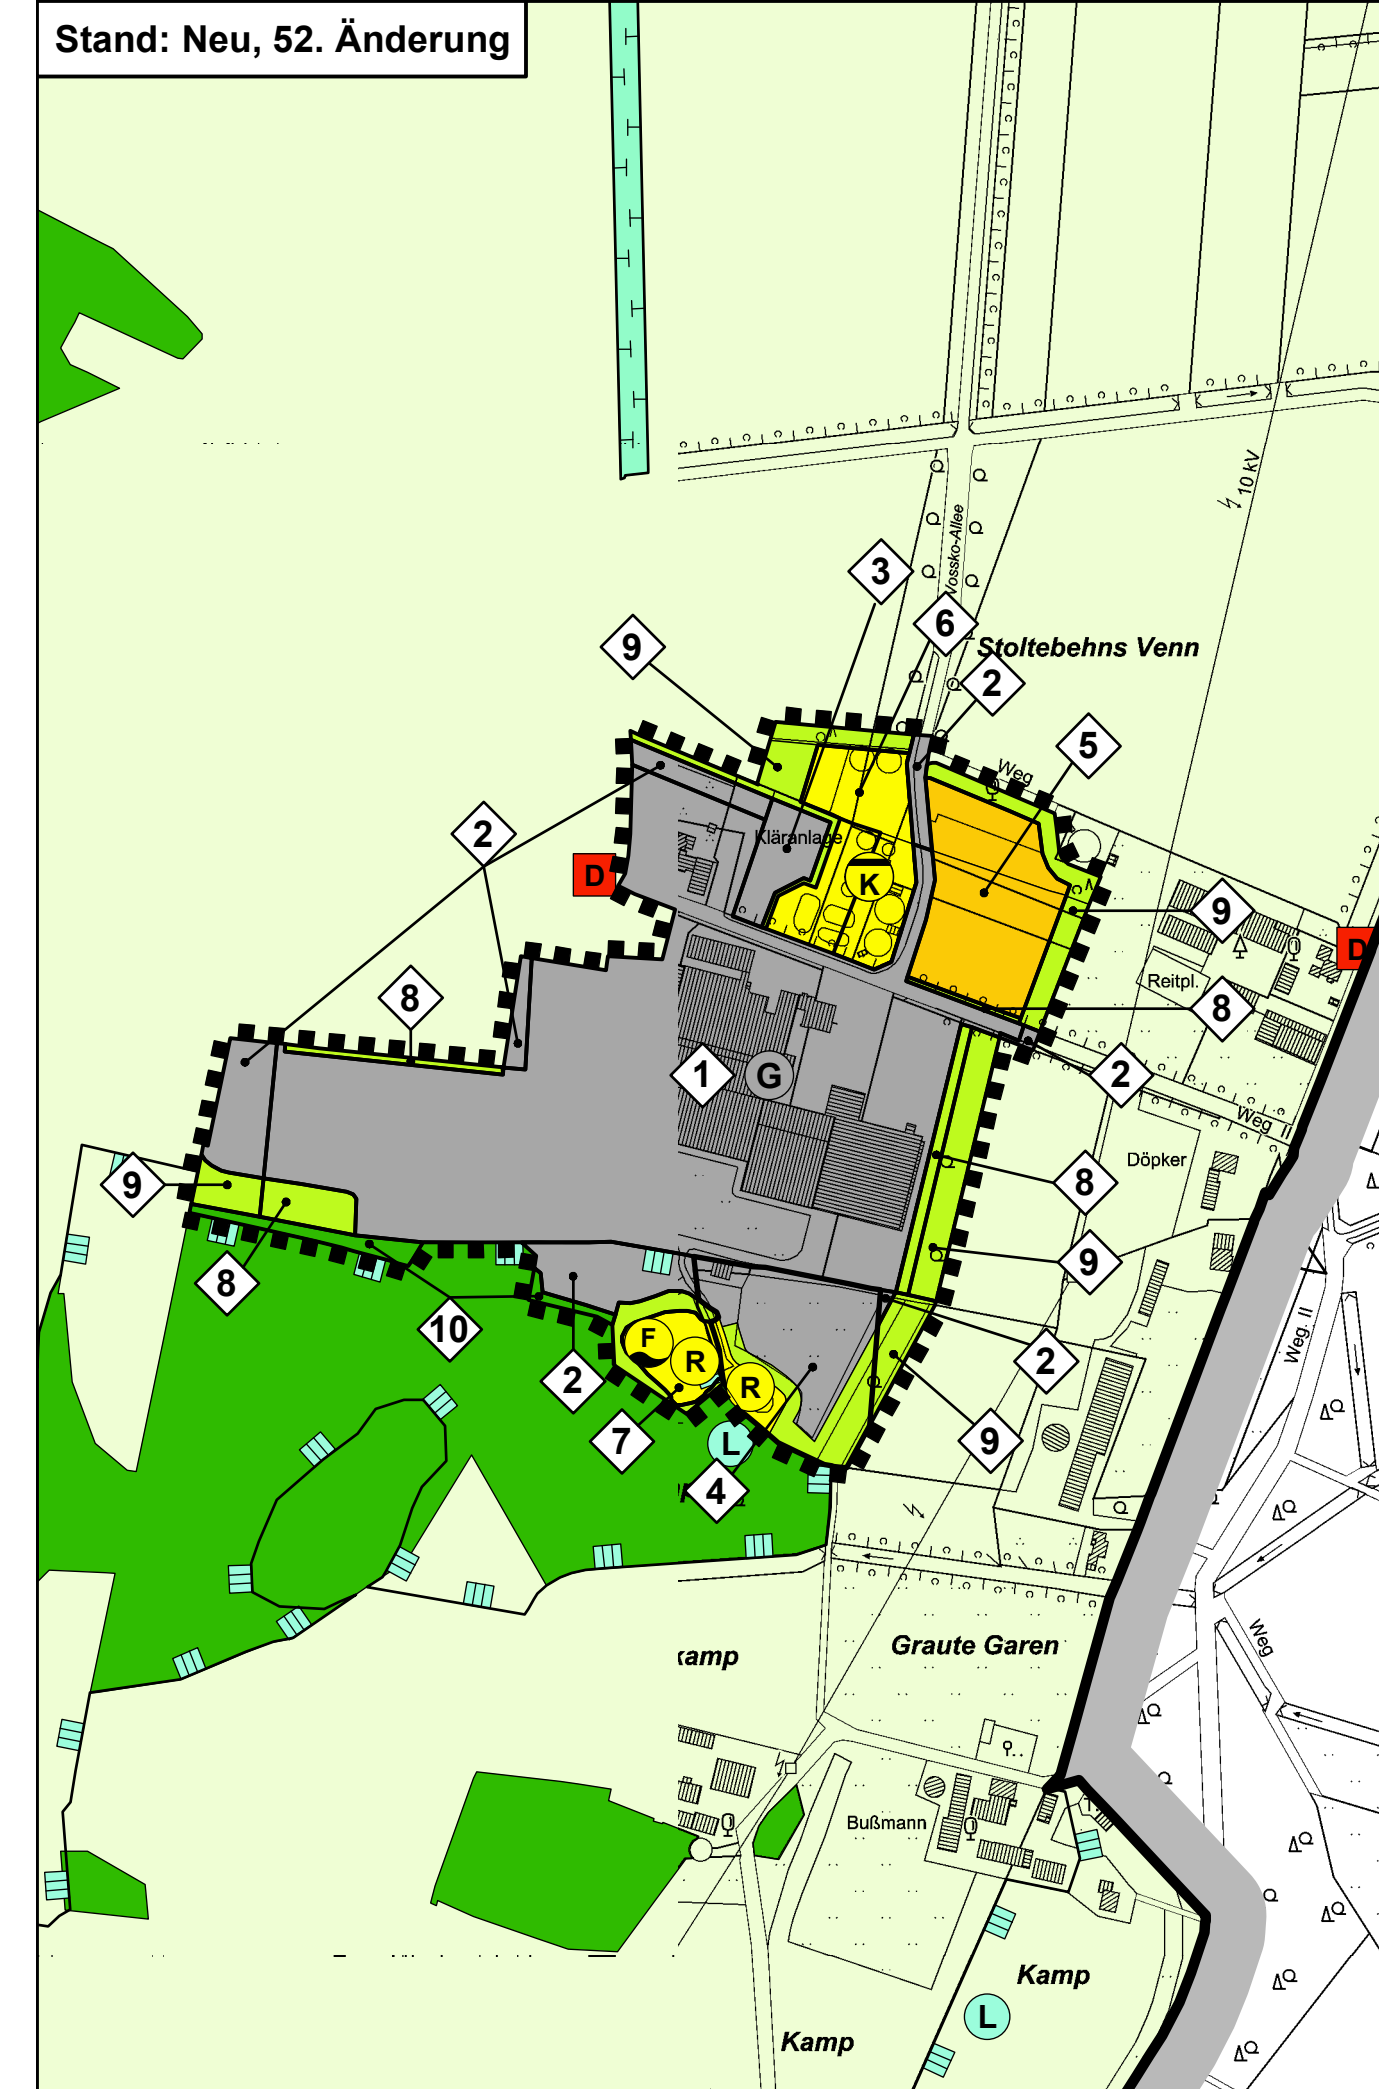 Stand: Neu, 52. Änderung
10 kV
Vossko-Allee
3
6
9
Stoltebehns Venn
2
5
Weg
2
Kläranlage
D
K
9
D
Reitpl.
8
8
1
G
2
Weg II
Döpker
9
8
9
8
10
Weg. II
F
R
2
R
2
7
L
9
4
Weg
kamp
Graute Garen
Bußmann
Kamp
L
Kamp